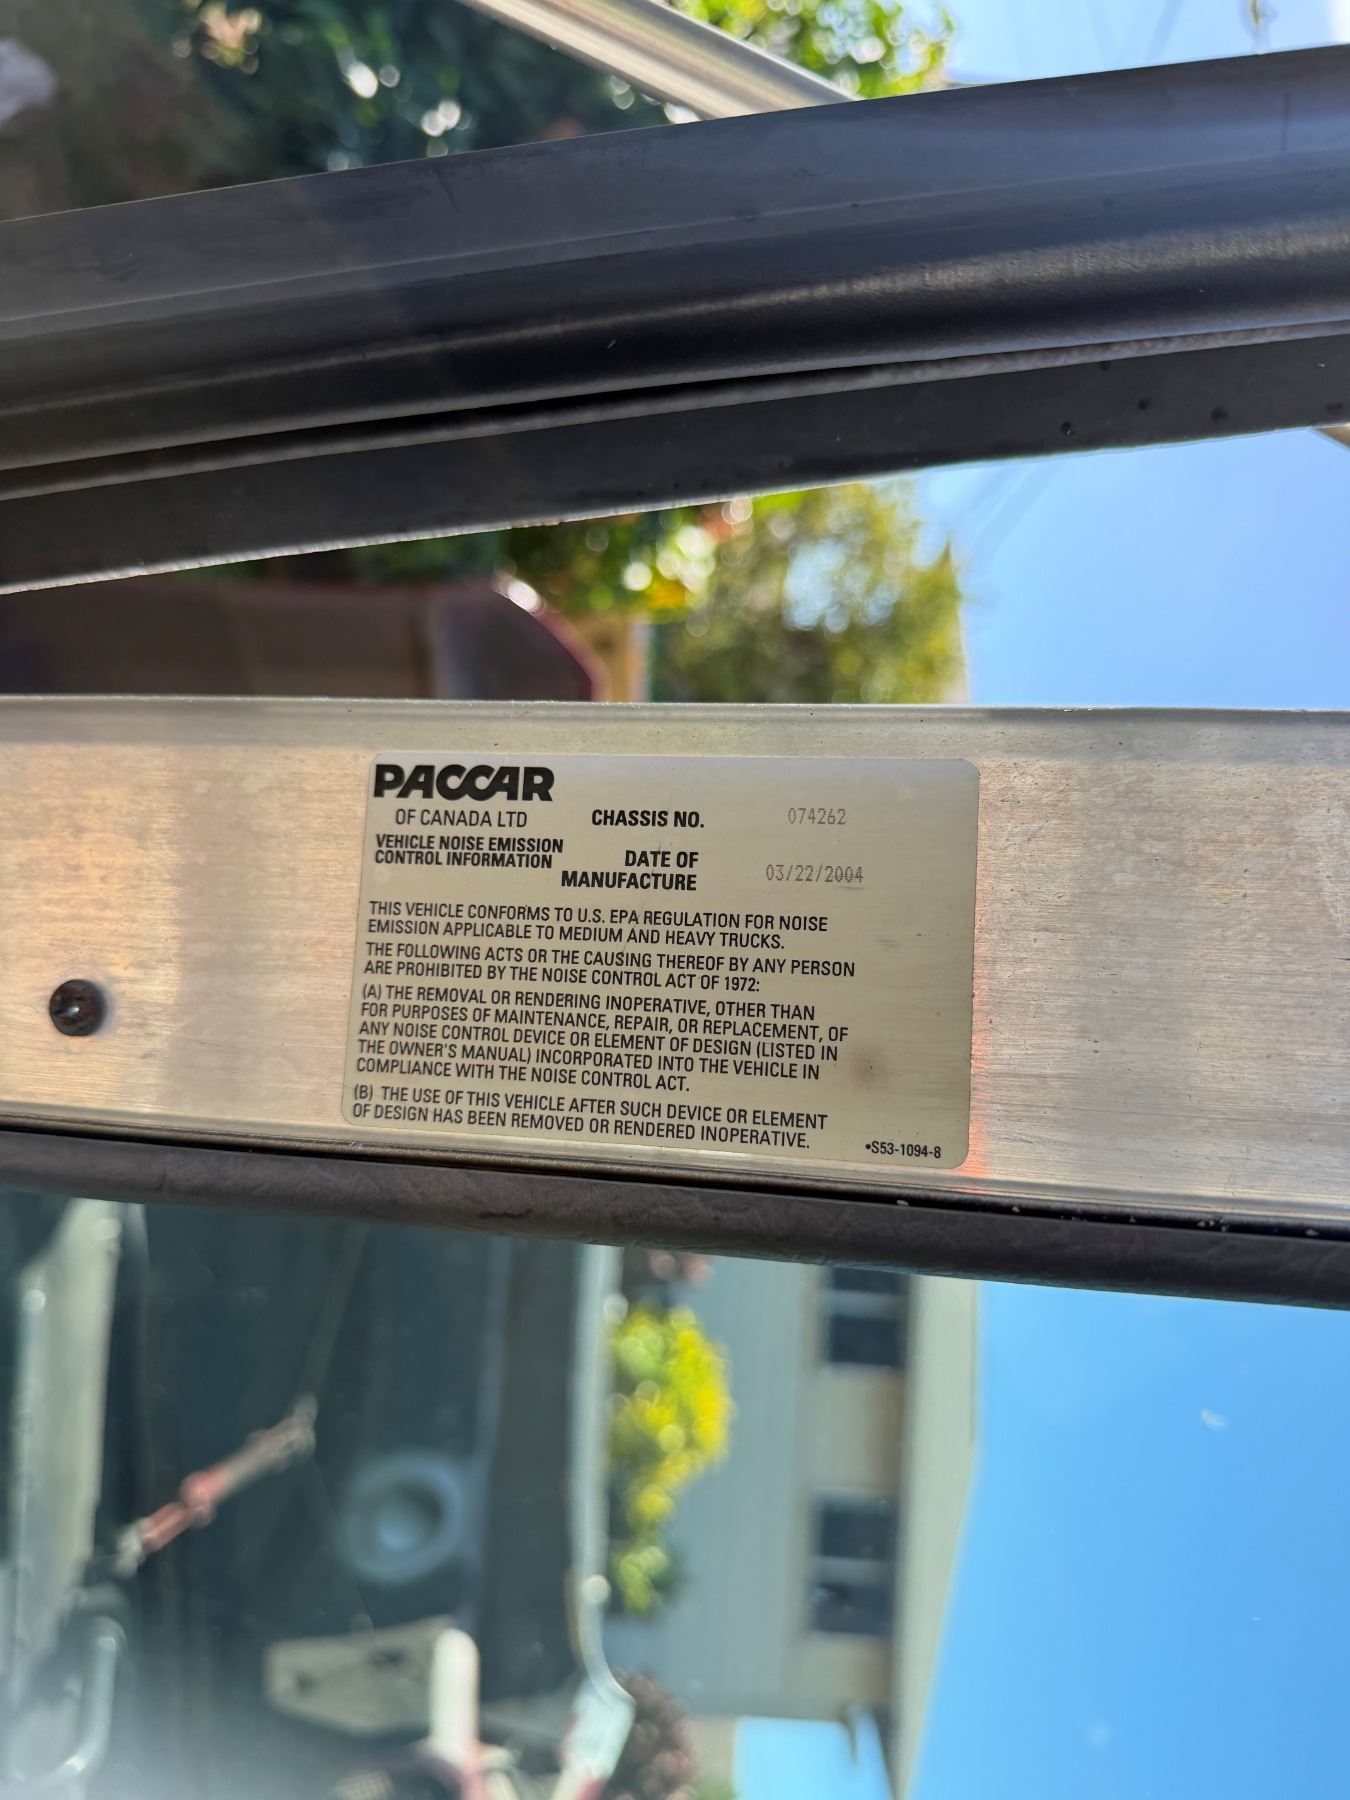 PACCAR
OF CANADA LTD
VEHICLE NOISE EMISSION
CONTROL INFORMATION
CHASSIS NO. 074262
DATE OF
MANUFACTURE 03/22/2004
THIS VEHICLE CONFORMS TO U.S. EPA REGULATION FOR NOISE
EMISSION APPLICABLE TO MEDIUM AND HEAVY TRUCKS.
THE FOLLOWING ACTS OR THE CAUSING THEREOF BY ANY PERSON
ARE PROHIBITED BY THE NOISE CONTROL ACT OF 1972:
(A) THE REMOVAL OR RENDERING INOPERATIVE, OTHER THAN
FOR PURPOSES OF MAINTENANCE, REPAIR, OR REPLACEMENT, OF
ANY NOISE CONTROL DEVICE OR ELEMENT OF DESIGN (LISTED IN
THE OWNER'S MANUAL) INCORPORATED INTO THE VEHICLE IN
COMPLIANCE WITH THE NOISE CONTROL ACT.
(B) THE USE OF THIS VEHICLE AFTER SUCH DEVICE OR ELEMENT
OF DESIGN HAS BEEN REMOVED OR RENDERED INOPERATIVE.
•S53-1094-8